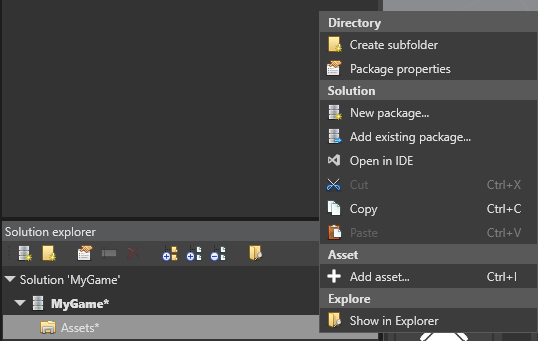 Directory
Create subfolder
Package properties
Solution
New package...
Add existing package...
Open in IDE
Cut Ctrl+X
Copy Ctrl+C
Paste Ctrl+V
Asset
Add asset... Ctrl+I
Explore
Show in Explorer
Solution explorer
Solution 'MyGame'
MyGame*
Assets*